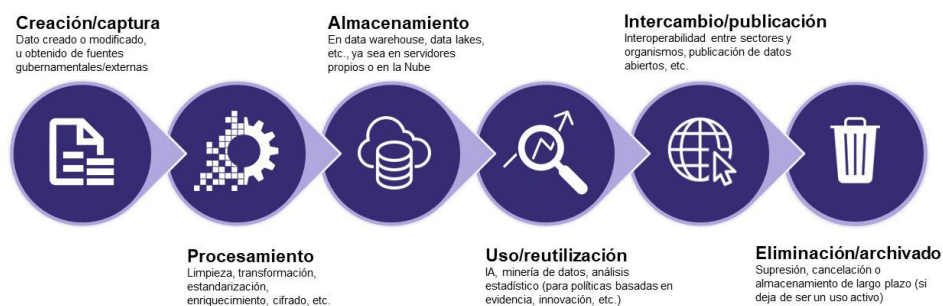 Creación/captura
Dato creado o modificado,
u obtenido de fuentes
gubernamentales/externas
Procesamiento
Limpieza, transformación,
estandarización,
enriquecimiento, cifrado, etc.
Almacenamiento
En data warehouse, data lakes,
etc., ya sea en servidores
propios o en la Nube
Uso/reutilización
IA, minería de datos, análisis
estadístico (para políticas basadas en
evidencia, innovación, etc.)
Intercambio/publicación
Interoperabilidad entre sectores y
organismos, publicación de datos
abiertos, etc.
Eliminación/archivado
Supresión, cancelación o
almacenamiento de largo plazo (si
deja de ser un uso activo)